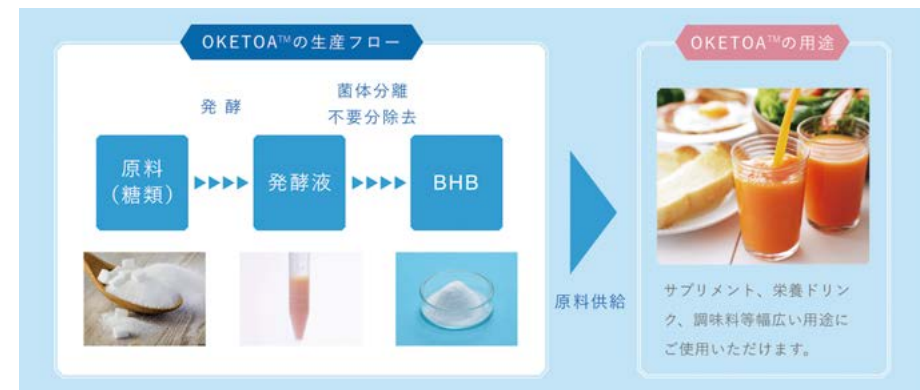 OKETOA™の生産フロー
発酵
菌体分離
不要分除去
原料
(糖類)
発酵液
BHB
原料供給
OKETOA™の用途
サプリメント、栄養ドリン
ク、調味料等幅広い用途に
ご使用いただけます。